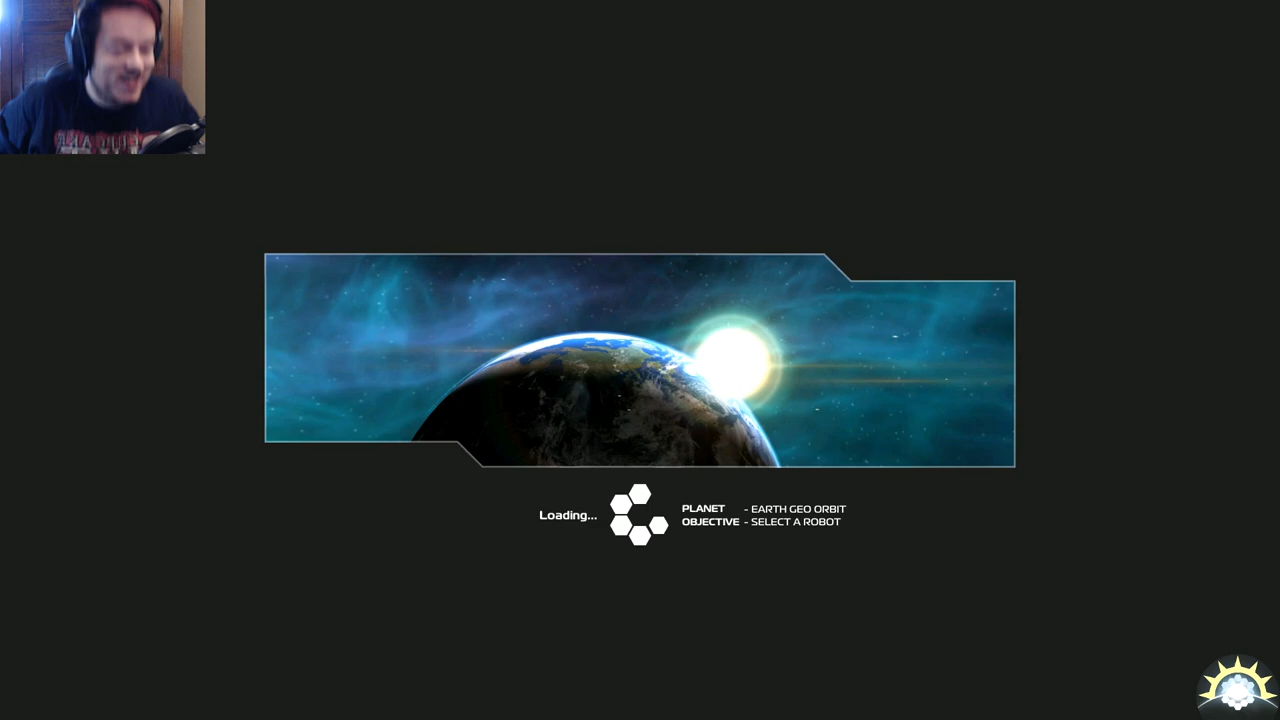 Loading...
PLANET - EARTH GEO ORBIT
OBJECTIVE - SELECT A ROBOT